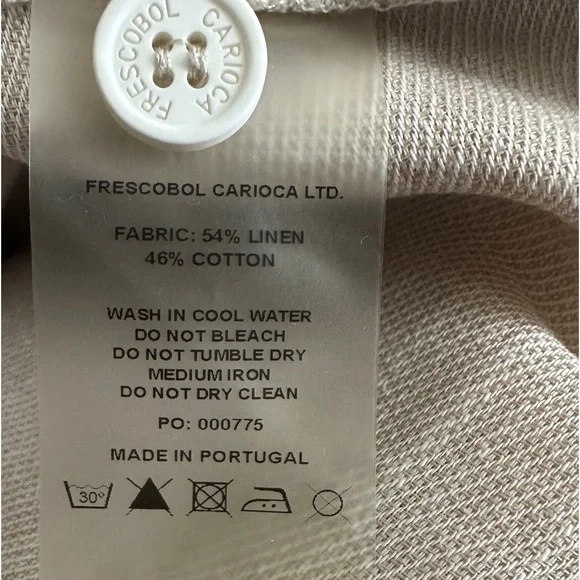 FRESCOBOL CARIOCA
FRESCOBOL CARIOCA LTD.
FABRIC: 54% LINEN
46% COTTON
WASH IN COOL WATER
DO NOT BLEACH
DO NOT TUMBLE DRY
MEDIUM IRON
DO NOT DRY CLEAN
PO: 000775
MADE IN PORTUGAL
30°